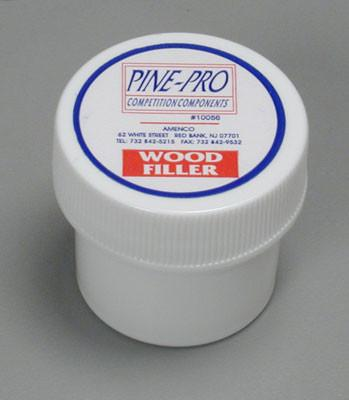 PINE-PRO
COMPETITION COMPONENTS
#10056
AMENCO
62 WHITE STREET RED BANK, NJ 07701
TEL: 732 842-5215 FAX: 732 842-9532
WOOD
FILLER